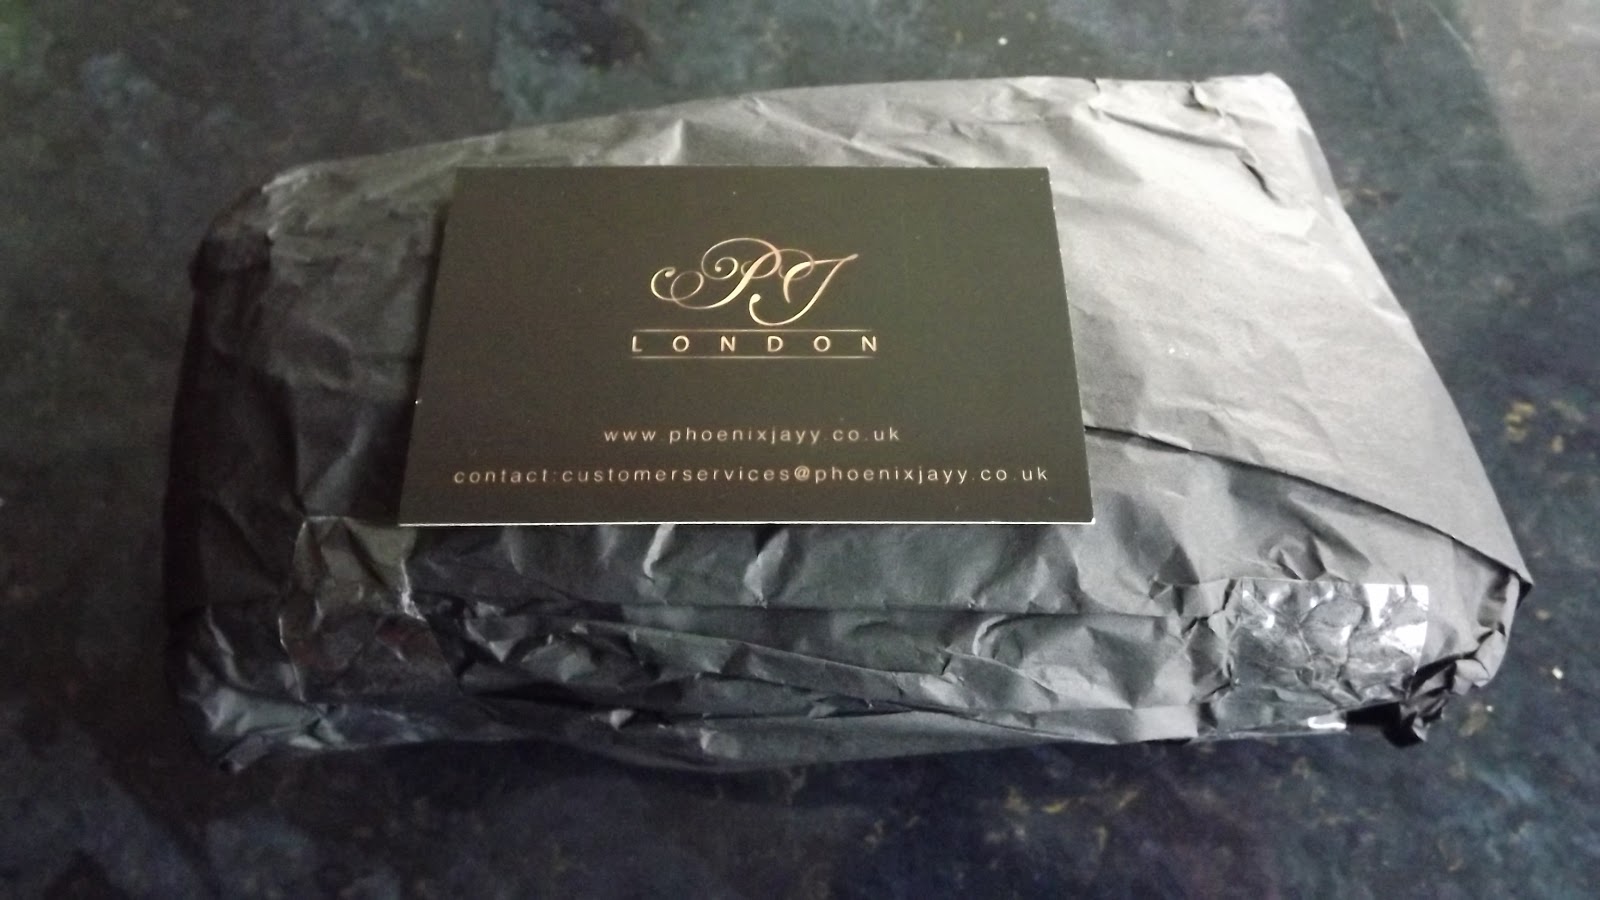 PJ
LONDON
www.phoenixjayy.co.uk
contact:customerservices@phoenixjayy.co.uk